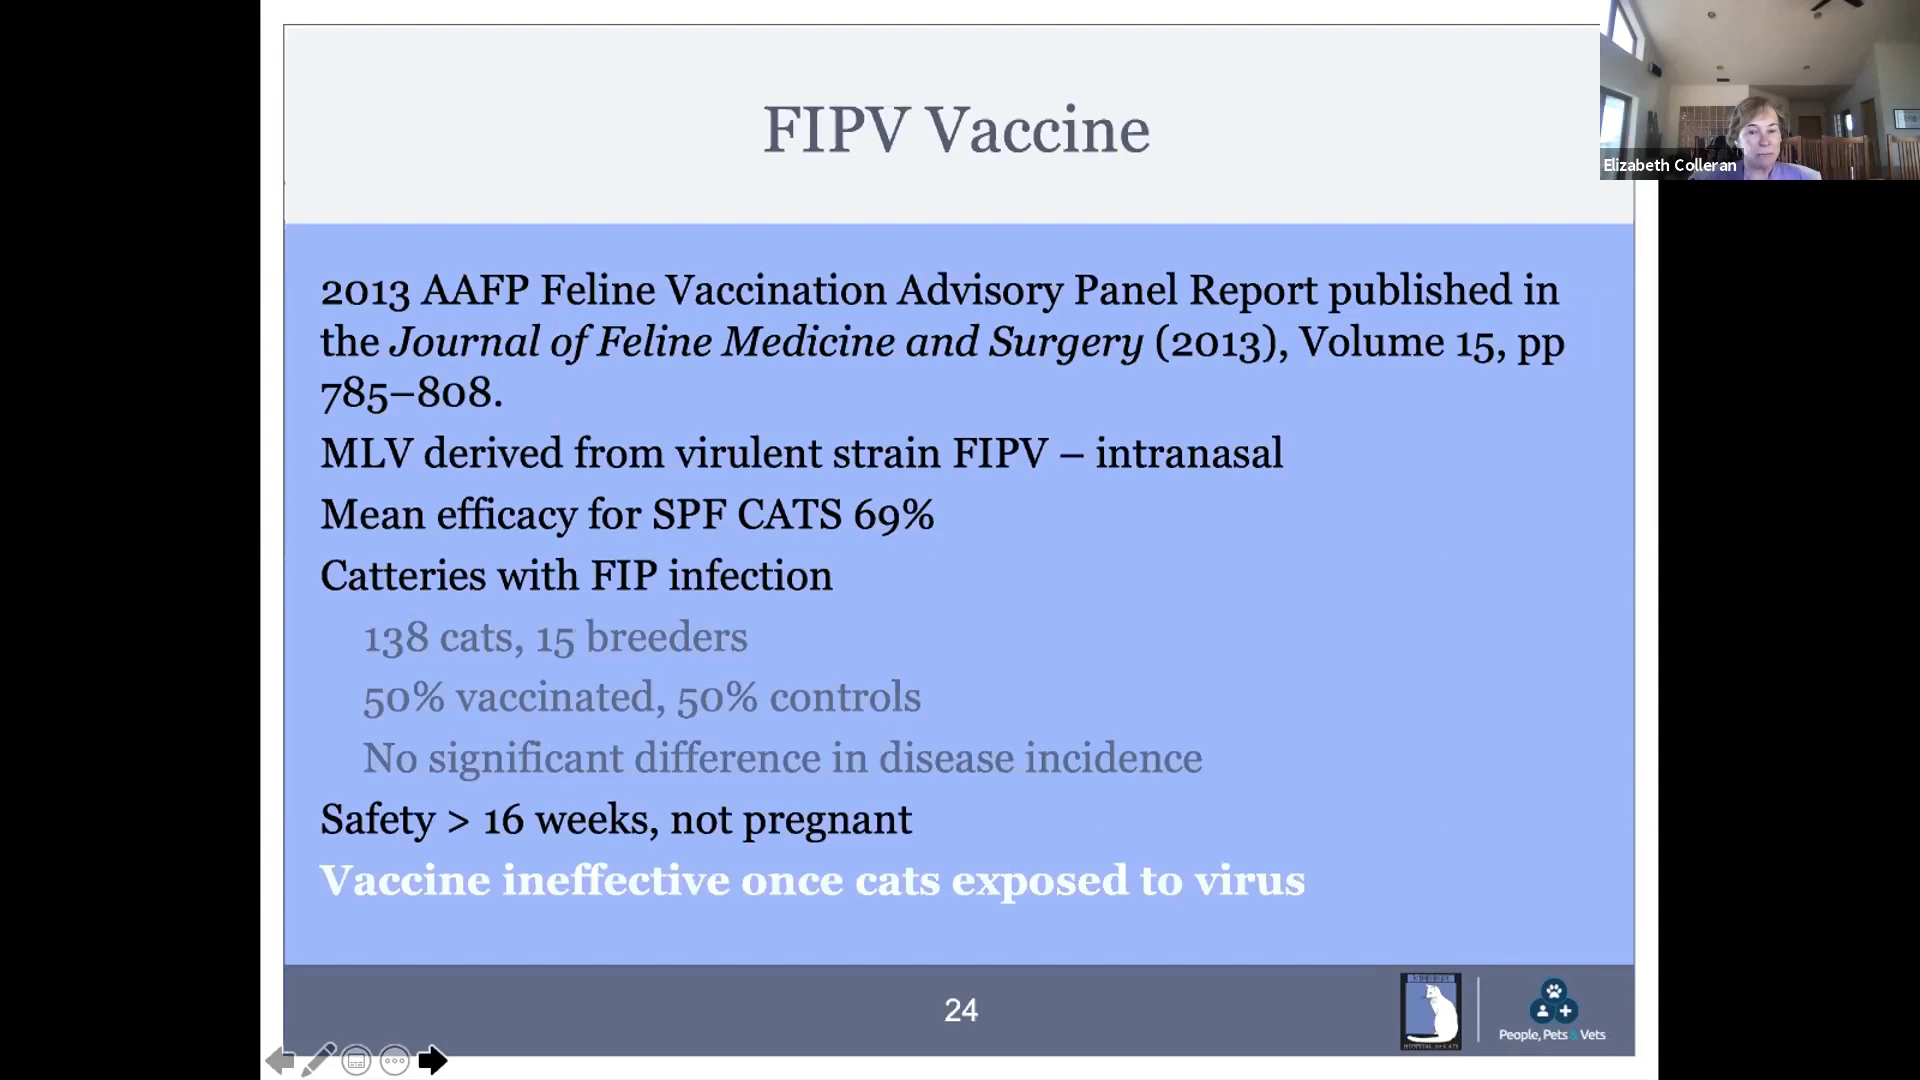 FIPV Vaccine
Elizabeth Colleran
2013 AAFP Feline Vaccination Advisory Panel Report published in
the Journal of Feline Medicine and Surgery (2013), Volume 15, pp
785–808.
MLV derived from virulent strain FIPV – intranasal
Mean efficacy for SPF CATS 69%
Catteries with FIP infection
138 cats, 15 breeders
50% vaccinated, 50% controls
No significant difference in disease incidence
Safety > 16 weeks, not pregnant
Vaccine ineffective once cats exposed to virus
24
HOSPITAL for CATS
People, Pets & Vets